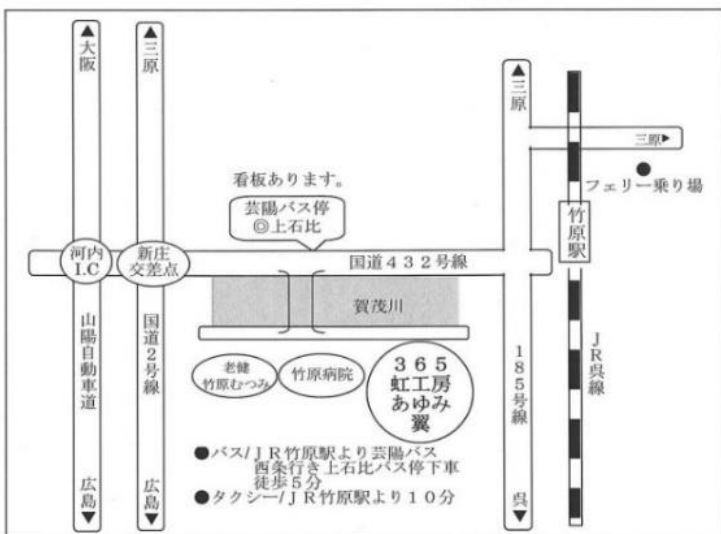 ▲大阪
▲三原
▲三原
三原▶
フェリー乗り場
竹原駅
看板あります。
芸陽バス停
◎上石比
河内
I.C
新庄
交差点
国道432号線
賀茂川
山陽自動車道
国道2号線
185号線
JR呉線
老健
竹原むつみ
竹原病院
365
虹工房
あゆみ
翼
●バス/JR竹原駅より芸陽バス
西条行き上石比バス停下車
徒歩5分
●タクシー/JR竹原駅より10分
広島▼
広島▼
呉▼